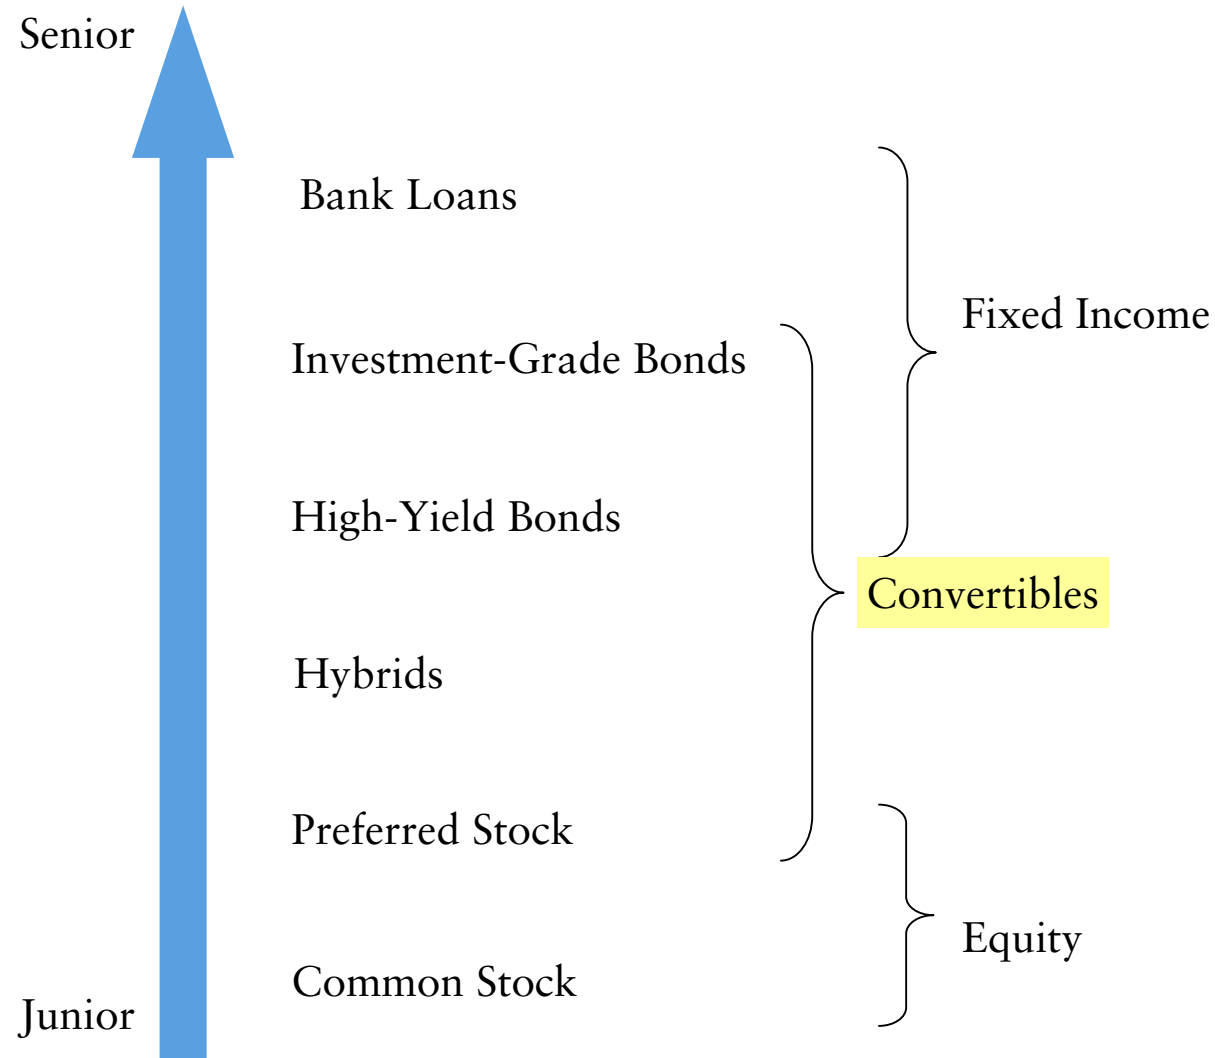 Senior
Bank Loans
Fixed Income
Investment-Grade Bonds
High-Yield Bonds
Convertibles
Hybrids
Preferred Stock
Equity
Common Stock
Junior